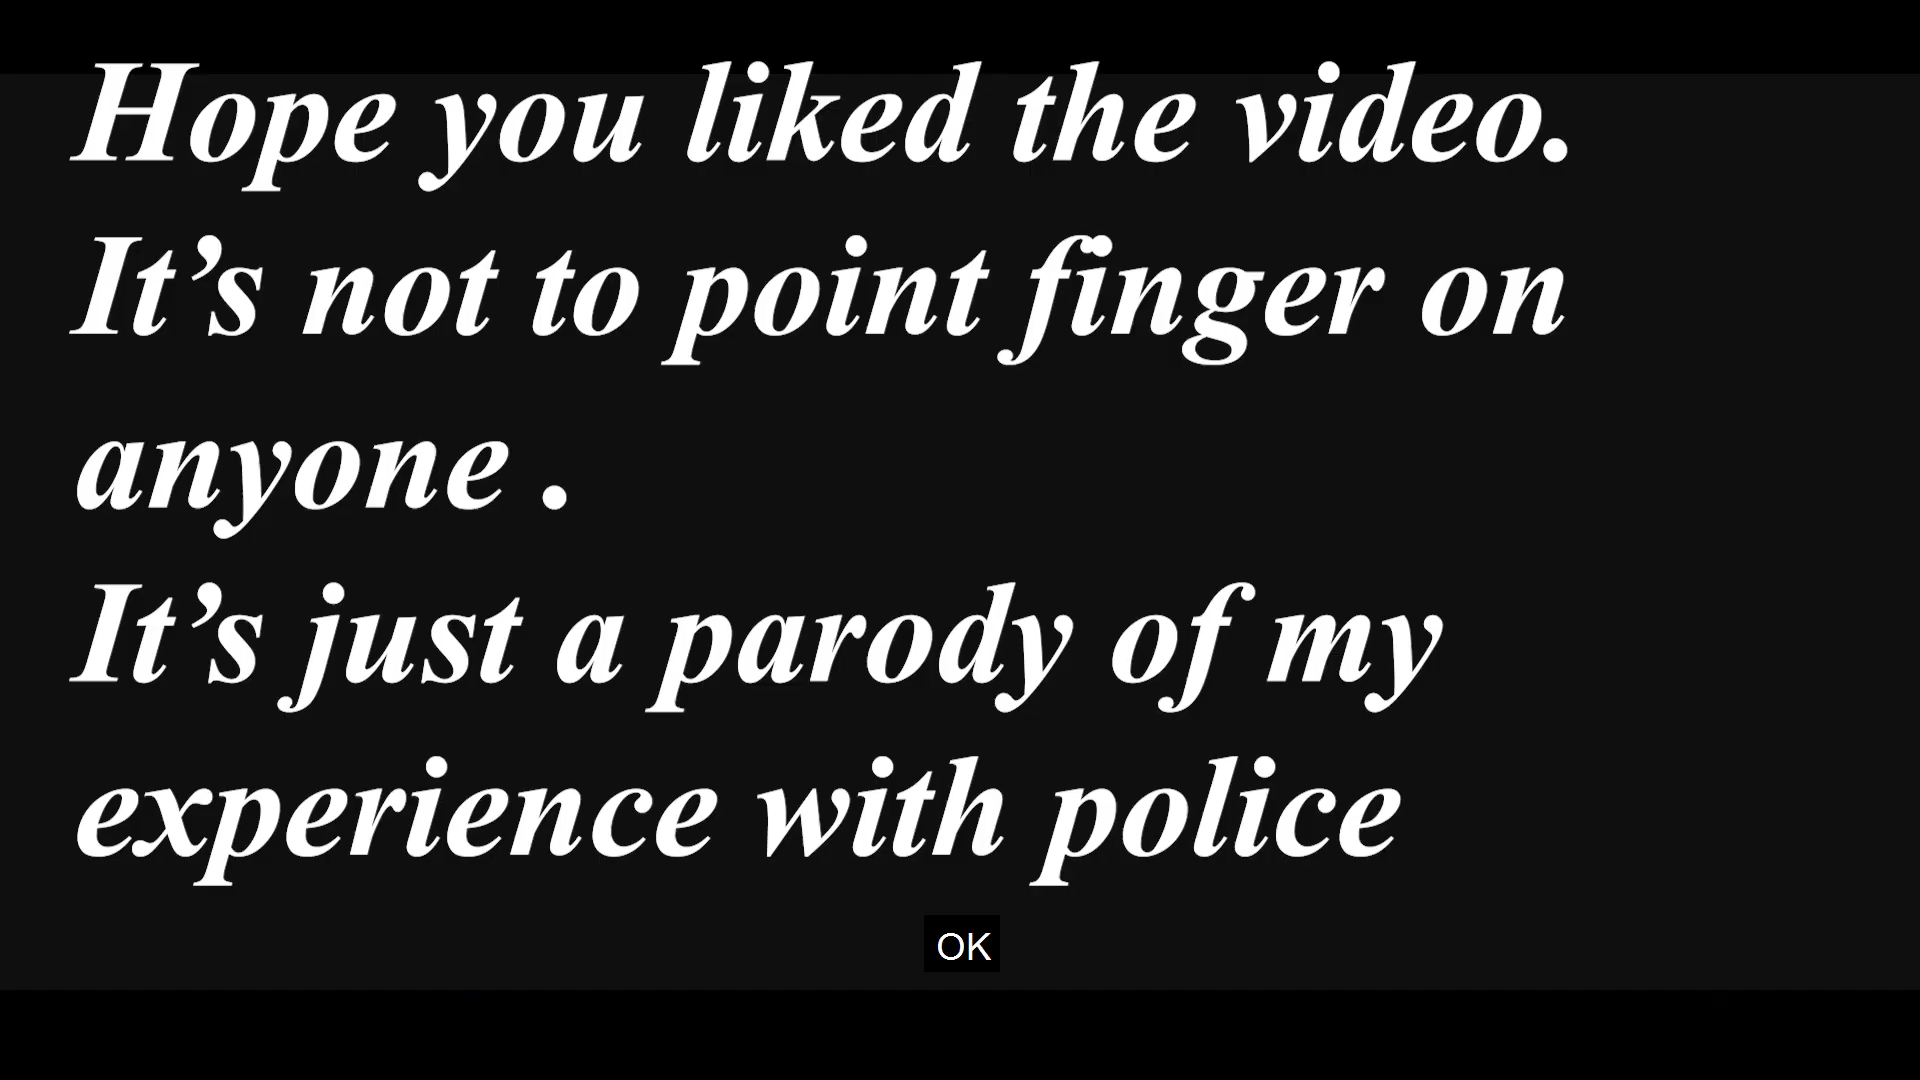 Hope you liked the video.
It’s not to point finger on
anyone .
It’s just a parody of my
experience with police
OK